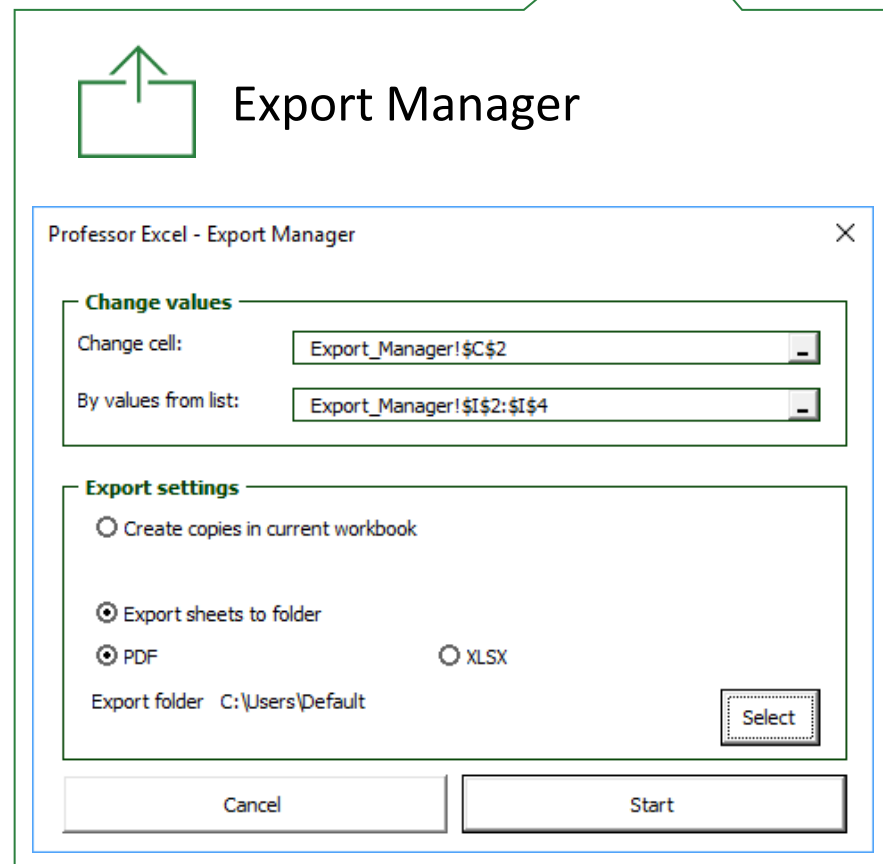 Export Manager
Professor Excel - Export Manager
Change values
Change cell: Export_Manager!$C$2
By values from list: Export_Manager!$I$2:$I$4
Export settings
Create copies in current workbook
Export sheets to folder
PDF XLSX
Export folder C:\Users\Default
Select
Cancel Start